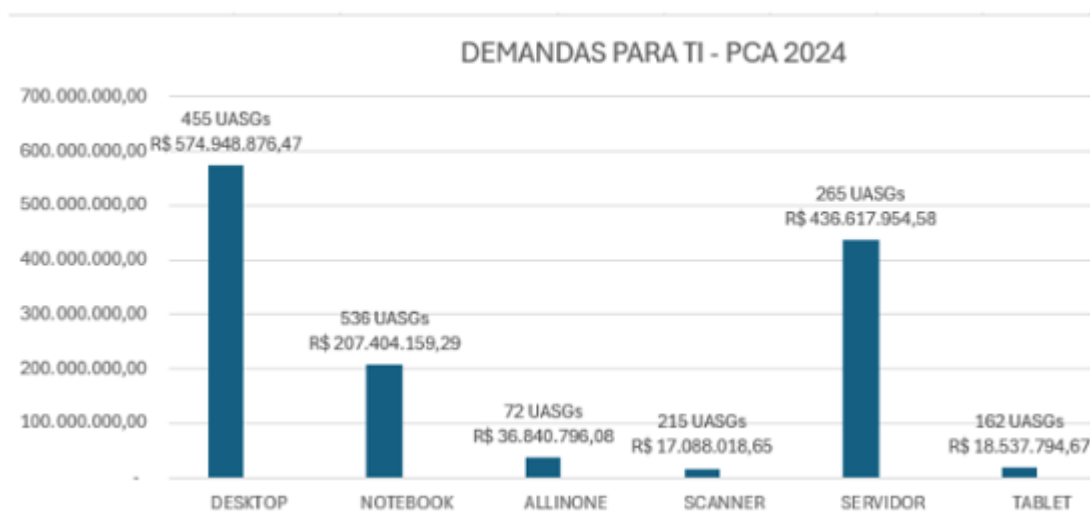 DEMANDAS PARA TI - PCA 2024
700.000.000,00
600.000.000,00
500.000.000,00
400.000.000,00
300.000.000,00
200.000.000,00
100.000.000,00
-
455 UASGs
R$ 574.948.876,47
536 UASGs
R$ 207.404.159,29
72 UASGs
R$ 36.840.796,08
215 UASGs
R$ 17.088.018,65
265 UASGs
R$ 436.617.954,58
162 UASGs
R$ 18.537.794,67
DESKTOP
NOTEBOOK
ALLINONE
SCANNER
SERVIDOR
TABLET